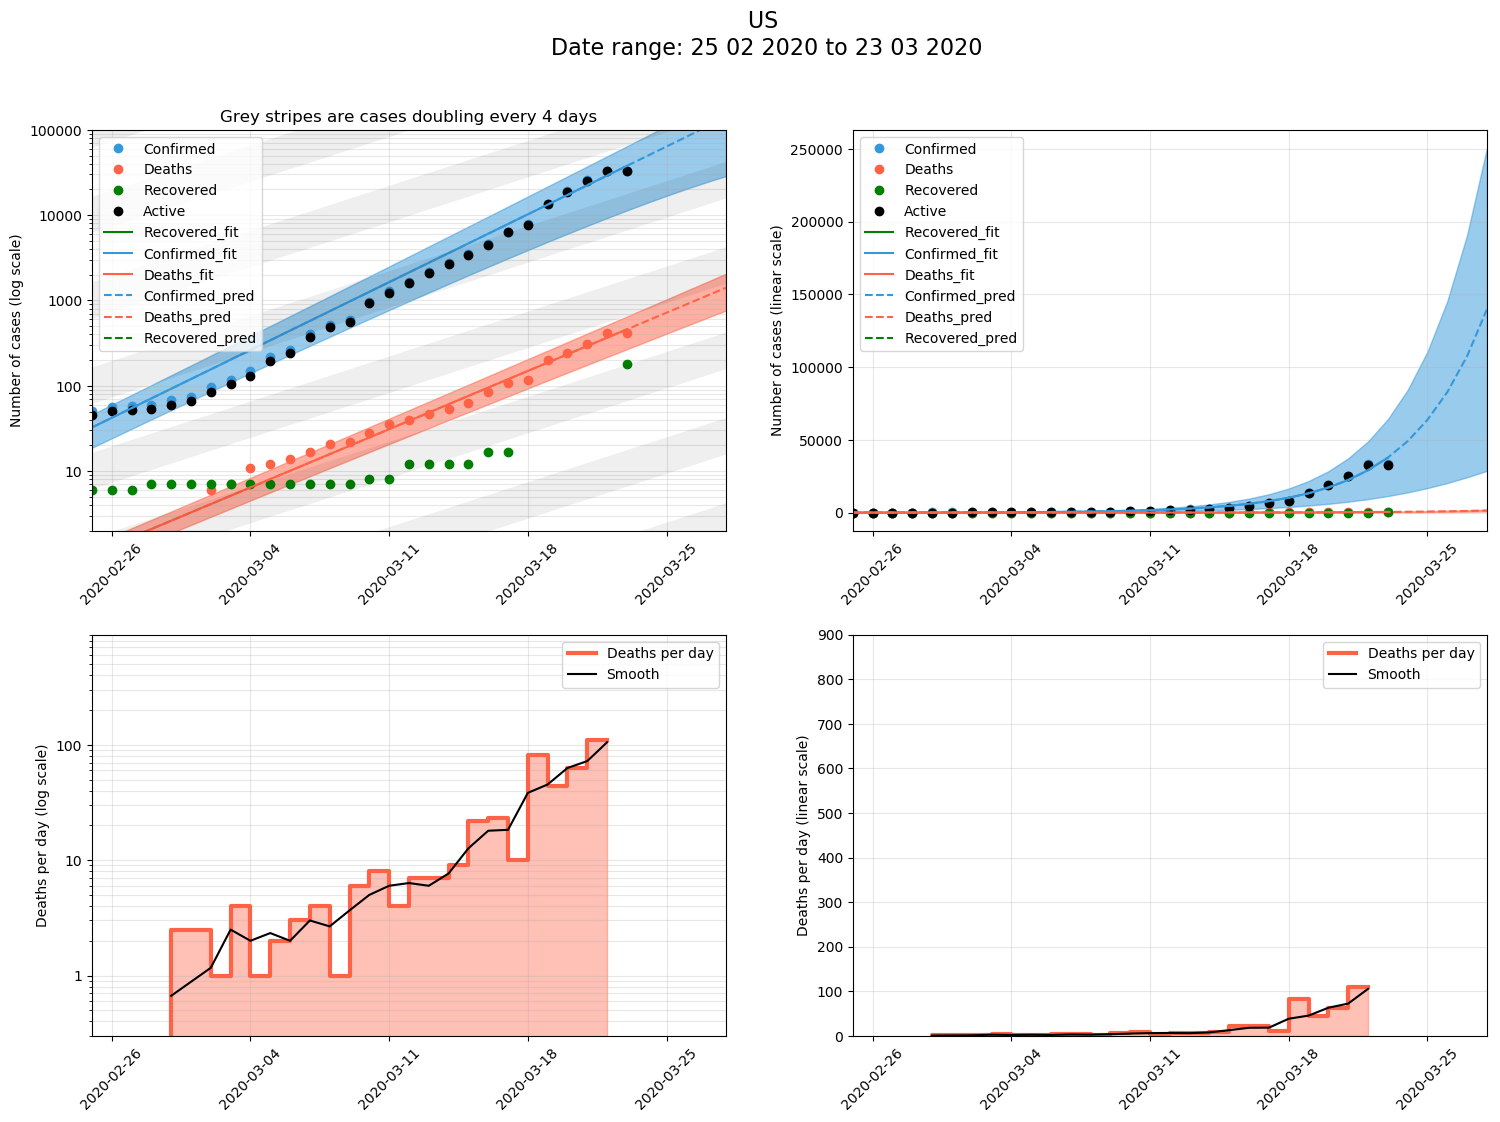 US
Date range: 25 02 2020 to 23 03 2020
Grey stripes are cases doubling every 4 days
Number of cases (log scale)
100000
10000
1000
100
10
Confirmed
Deaths
Recovered
Active
Recovered_fit
Confirmed_fit
Deaths_fit
Confirmed_pred
Deaths_pred
Recovered_pred
2020-02-26
2020-03-04
2020-03-11
2020-03-18
2020-03-25
Number of cases (linear scale)
250000
200000
150000
100000
50000
0
Confirmed
Deaths
Recovered
Active
Recovered_fit
Confirmed_fit
Deaths_fit
Confirmed_pred
Deaths_pred
Recovered_pred
2020-02-26
2020-03-04
2020-03-11
2020-03-18
2020-03-25
Deaths per day (log scale)
100
10
1
Deaths per day
Smooth
2020-02-26
2020-03-04
2020-03-11
2020-03-18
2020-03-25
Deaths per day (linear scale)
900
800
700
600
500
400
300
200
100
0
Deaths per day
Smooth
2020-02-26
2020-03-04
2020-03-11
2020-03-18
2020-03-25